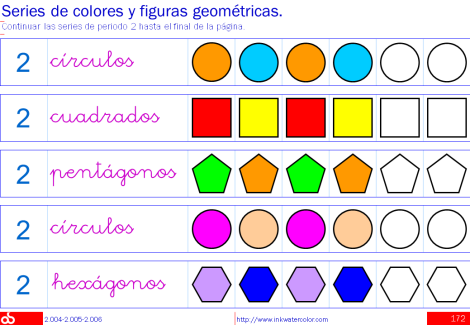 Series de colores y figuras geométricas.
Continuar las series de periodo 2 hasta el final de la página.
2 círculos
2 cuadrados
2 pentágonos
2 círculos
2 hexágonos
2.004-2.005-2.006 http://www.inkwatercolor.com 172